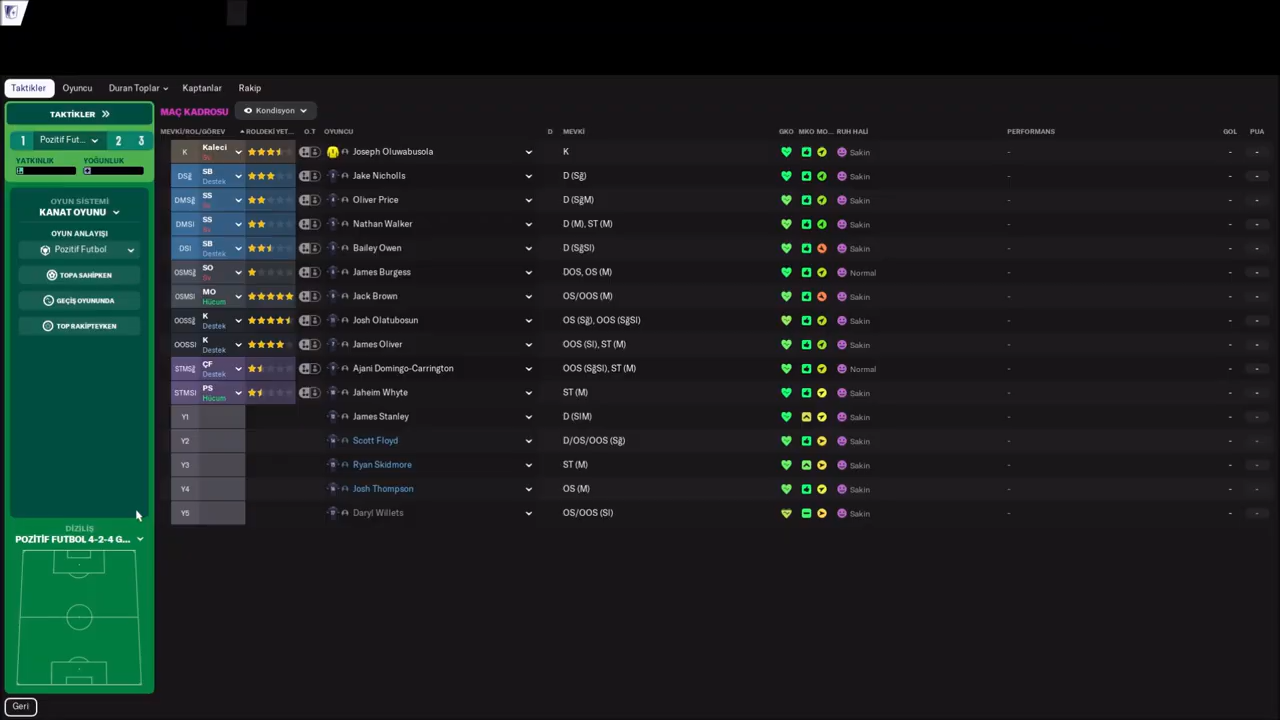 Taktikler Oyuncu Duran Toplar Kaptanlar Rakip
TAKTİKLER
MAÇ KADROSU Kondisyon
1 Pozitif Fut... 2 3
YATKINLIK YOĞUNLUK
OYUN SİSTEMİ
KANAT OYUNU
OYUN ANLAYIŞI
Pozitif Futbol
TOPA SAHİPKEN
GEÇİŞ OYUNUNDA
TOP RAKİPTEYKEN
DİZİLİŞ
POZİTİF FUTBOL 4-2-4 G...
Geri
MEVKİ/ROL/GÖREV ROLDEKİ YET... O.T OYUNCU D MEVKİ GKO MKO MO... RUH HALİ PERFORMANS GOL PUA
K Kaleci Joseph Oluwabusola K Sakin - - -
DSğ SB Destek Jake Nicholls D (Sğ) Sakin - - -
DMSğ SS Oliver Price D (SğM) Sakin - - -
DMSl SS Nathan Walker D (M), ST (M) Sakin - - -
DSl SB Destek Bailey Owen D (SğSl) Sakin - - -
OSMSğ SO James Burgess DOS, OS (M) Normal - - -
OSMSl MO Hücum Jack Brown OS/OOS (M) Sakin - - -
OOSSğ K Destek Josh Olatubosun OS (Sğ), OOS (SğSl) Sakin - - -
OOSSl K Destek James Oliver OOS (Sl), ST (M) Sakin - - -
STMSğ ÇF Destek Ajani Domingo-Carrington OOS (SğSl), ST (M) Normal - - -
STMSl PS Hücum Jaheim Whyte ST (M) Sakin - - -
Y1 James Stanley D (SlM) Sakin - - -
Y2 Scott Floyd D/OS/OOS (Sğ) Sakin - - -
Y3 Ryan Skidmore ST (M) Sakin - - -
Y4 Josh Thompson OS (M) Sakin - - -
Y5 Daryl Willets OS/OOS (Sl) Sakin - - -